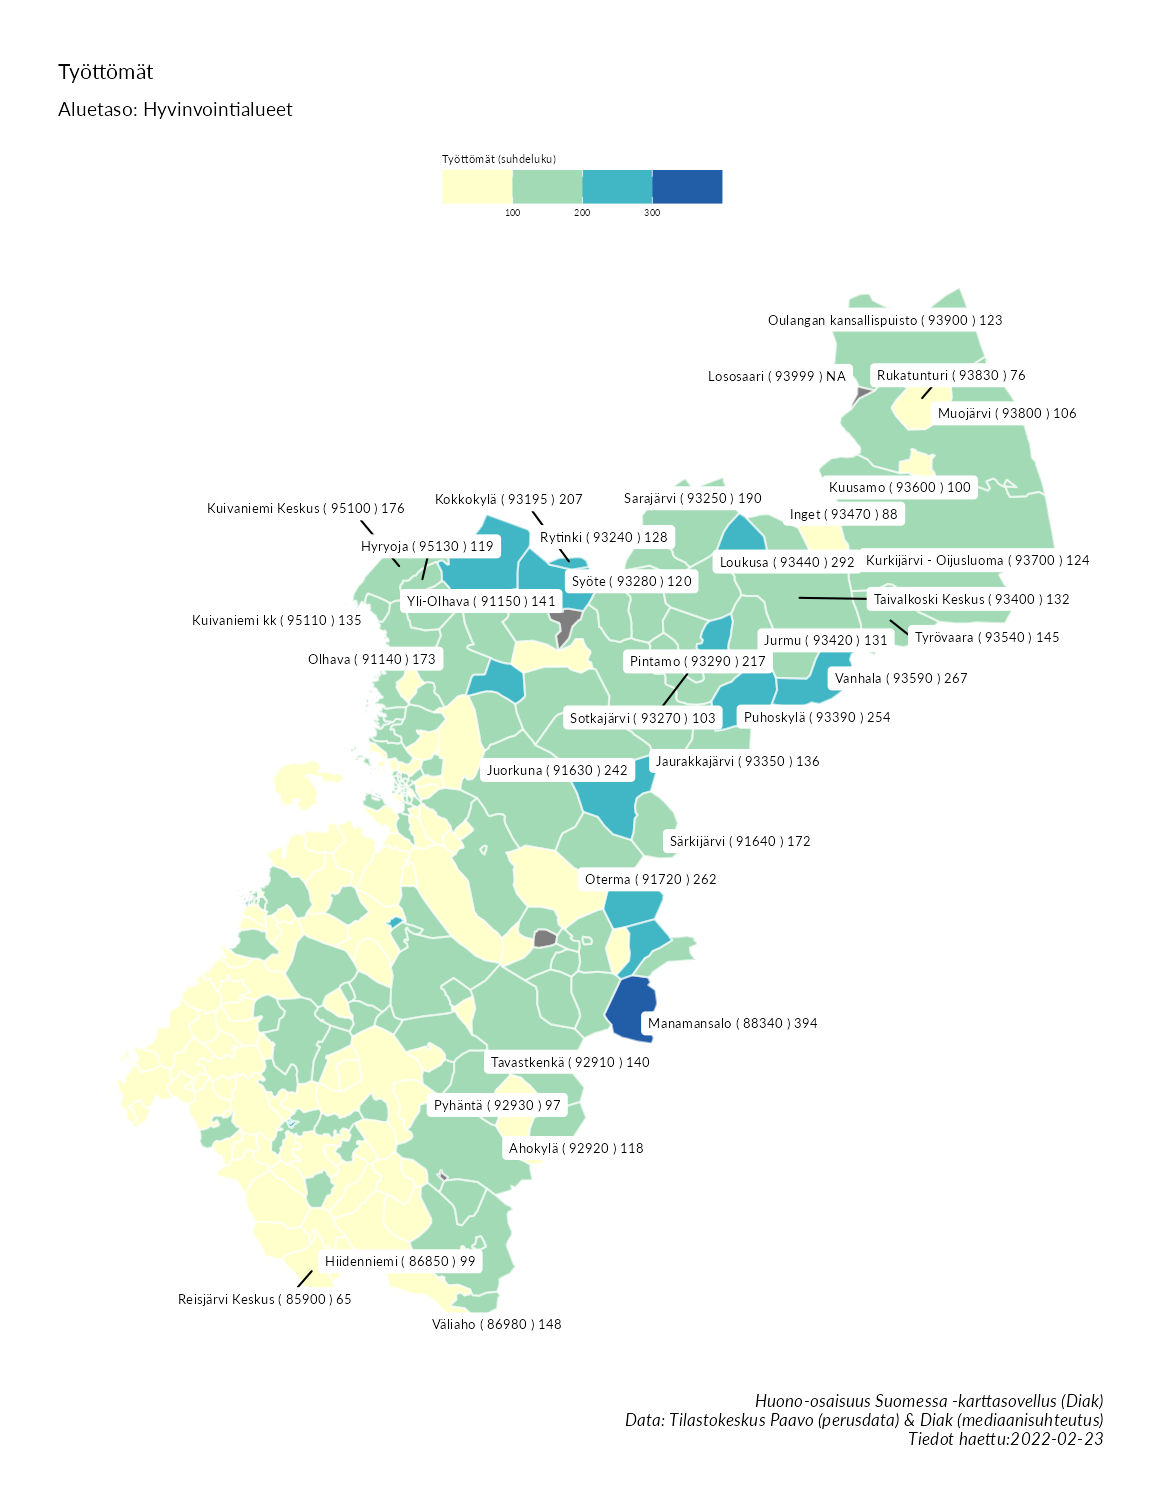 Työttömät
Aluetaso: Hyvinvointialueet
Työttömät (suhdeluku)
100 200 300
Oulangan kansallispuisto ( 93900 ) 123
Lososaari ( 93999 ) NA
Rukatunturi ( 93830 ) 76
Muojärvi ( 93800 ) 106
Kuusamo ( 93600 ) 100
Kokkokylä ( 93195 ) 207
Sarajärvi ( 93250 ) 190
Kuivaniemi Keskus ( 95100 ) 176
Inget ( 93470 ) 88
Rytinki ( 93240 ) 128
Hyryoja ( 95130 ) 119
Loukusa ( 93440 ) 292
Kurkijärvi - Oijusluoma ( 93700 ) 124
Syöte ( 93280 ) 120
Yli-Olhava ( 91150 ) 141
Taivalkoski Keskus ( 93400 ) 132
Kuivaniemi kk ( 95110 ) 135
Jurmu ( 93420 ) 131
Tyrövaara ( 93540 ) 145
Olhava ( 91140 ) 173
Pintamo ( 93290 ) 217
Vanhala ( 93590 ) 267
Sotkajärvi ( 93270 ) 103
Puhoskylä ( 93390 ) 254
Juorkuna ( 91630 ) 242
Jaurakkajärvi ( 93350 ) 136
Särkijärvi ( 91640 ) 172
Oterma ( 91720 ) 262
Manamansalo ( 88340 ) 394
Tavastkenkä ( 92910 ) 140
Pyhäntä ( 92930 ) 97
Ahokylä ( 92920 ) 118
Hiidenniemi ( 86850 ) 99
Reisjärvi Keskus ( 85900 ) 65
Väliaho ( 86980 ) 148
Huono-osaisuus Suomessa -karttasovellus (Diak)
Data: Tilastokeskus Paavo (perusdata) & Diak (mediaanisuhteutus)
Tiedot haettu:2022-02-23